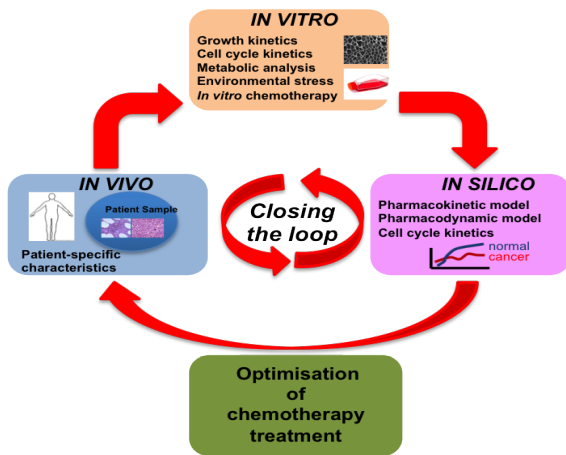 IN VITRO
Growth kinetics
Cell cycle kinetics
Metabolic analysis
Environmental stress
In vitro chemotherapy
IN VIVO
Patient Sample
Patient-specific
characteristics
Closing
the loop
IN SILICO
Pharmacokinetic model
Pharmacodynamic model
Cell cycle kinetics
normal
cancer
Optimisation
of
chemotherapy
treatment